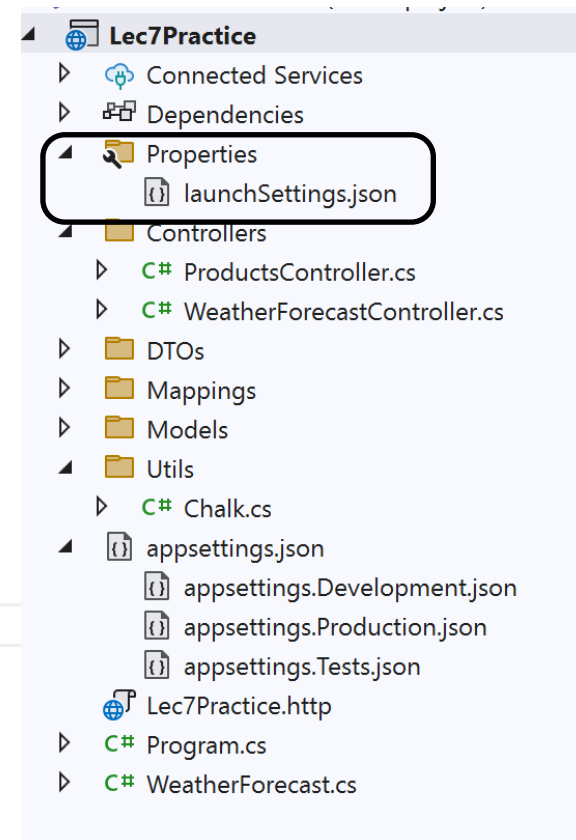 Lec7Practice
Connected Services
Dependencies
Properties
launchSettings.json
Controllers
C# ProductsController.cs
C# WeatherForecastController.cs
DTOs
Mappings
Models
Utils
C# Chalk.cs
appsettings.json
appsettings.Development.json
appsettings.Production.json
appsettings.Tests.json
Lec7Practice.http
C# Program.cs
C# WeatherForecast.cs